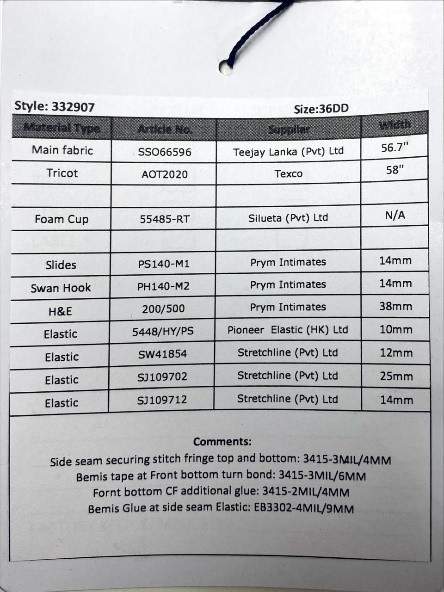 Style: 332907 Size:36DD
Material Type Article No. Supplier Width
Main fabric SSO66596 Teejay Lanka (Pvt) Ltd 56.7"
Tricot AOT2020 Texco 58"
Foam Cup 55485-RT Silueta (Pvt) Ltd N/A
Slides PS140-M1 Prym Intimates 14mm
Swan Hook PH140-M2 Prym Intimates 14mm
H&E 200/500 Prym Intimates 38mm
Elastic 5448/HY/PS Pioneer Elastic (HK) Ltd 10mm
Elastic SW41854 Stretchline (Pvt) Ltd 12mm
Elastic SJ109702 Stretchline (Pvt) Ltd 25mm
Elastic SJ109712 Stretchline (Pvt) Ltd 14mm
Comments:
Side seam securing stitch fringe top and bottom: 3415-3MIL/4MM
Bemis tape at Front bottom turn bond: 3415-3MIL/6MM
Fornt bottom CF additional glue: 3415-2MIL/4MM
Bemis Glue at side seam Elastic: EB3302-4MIL/9MM